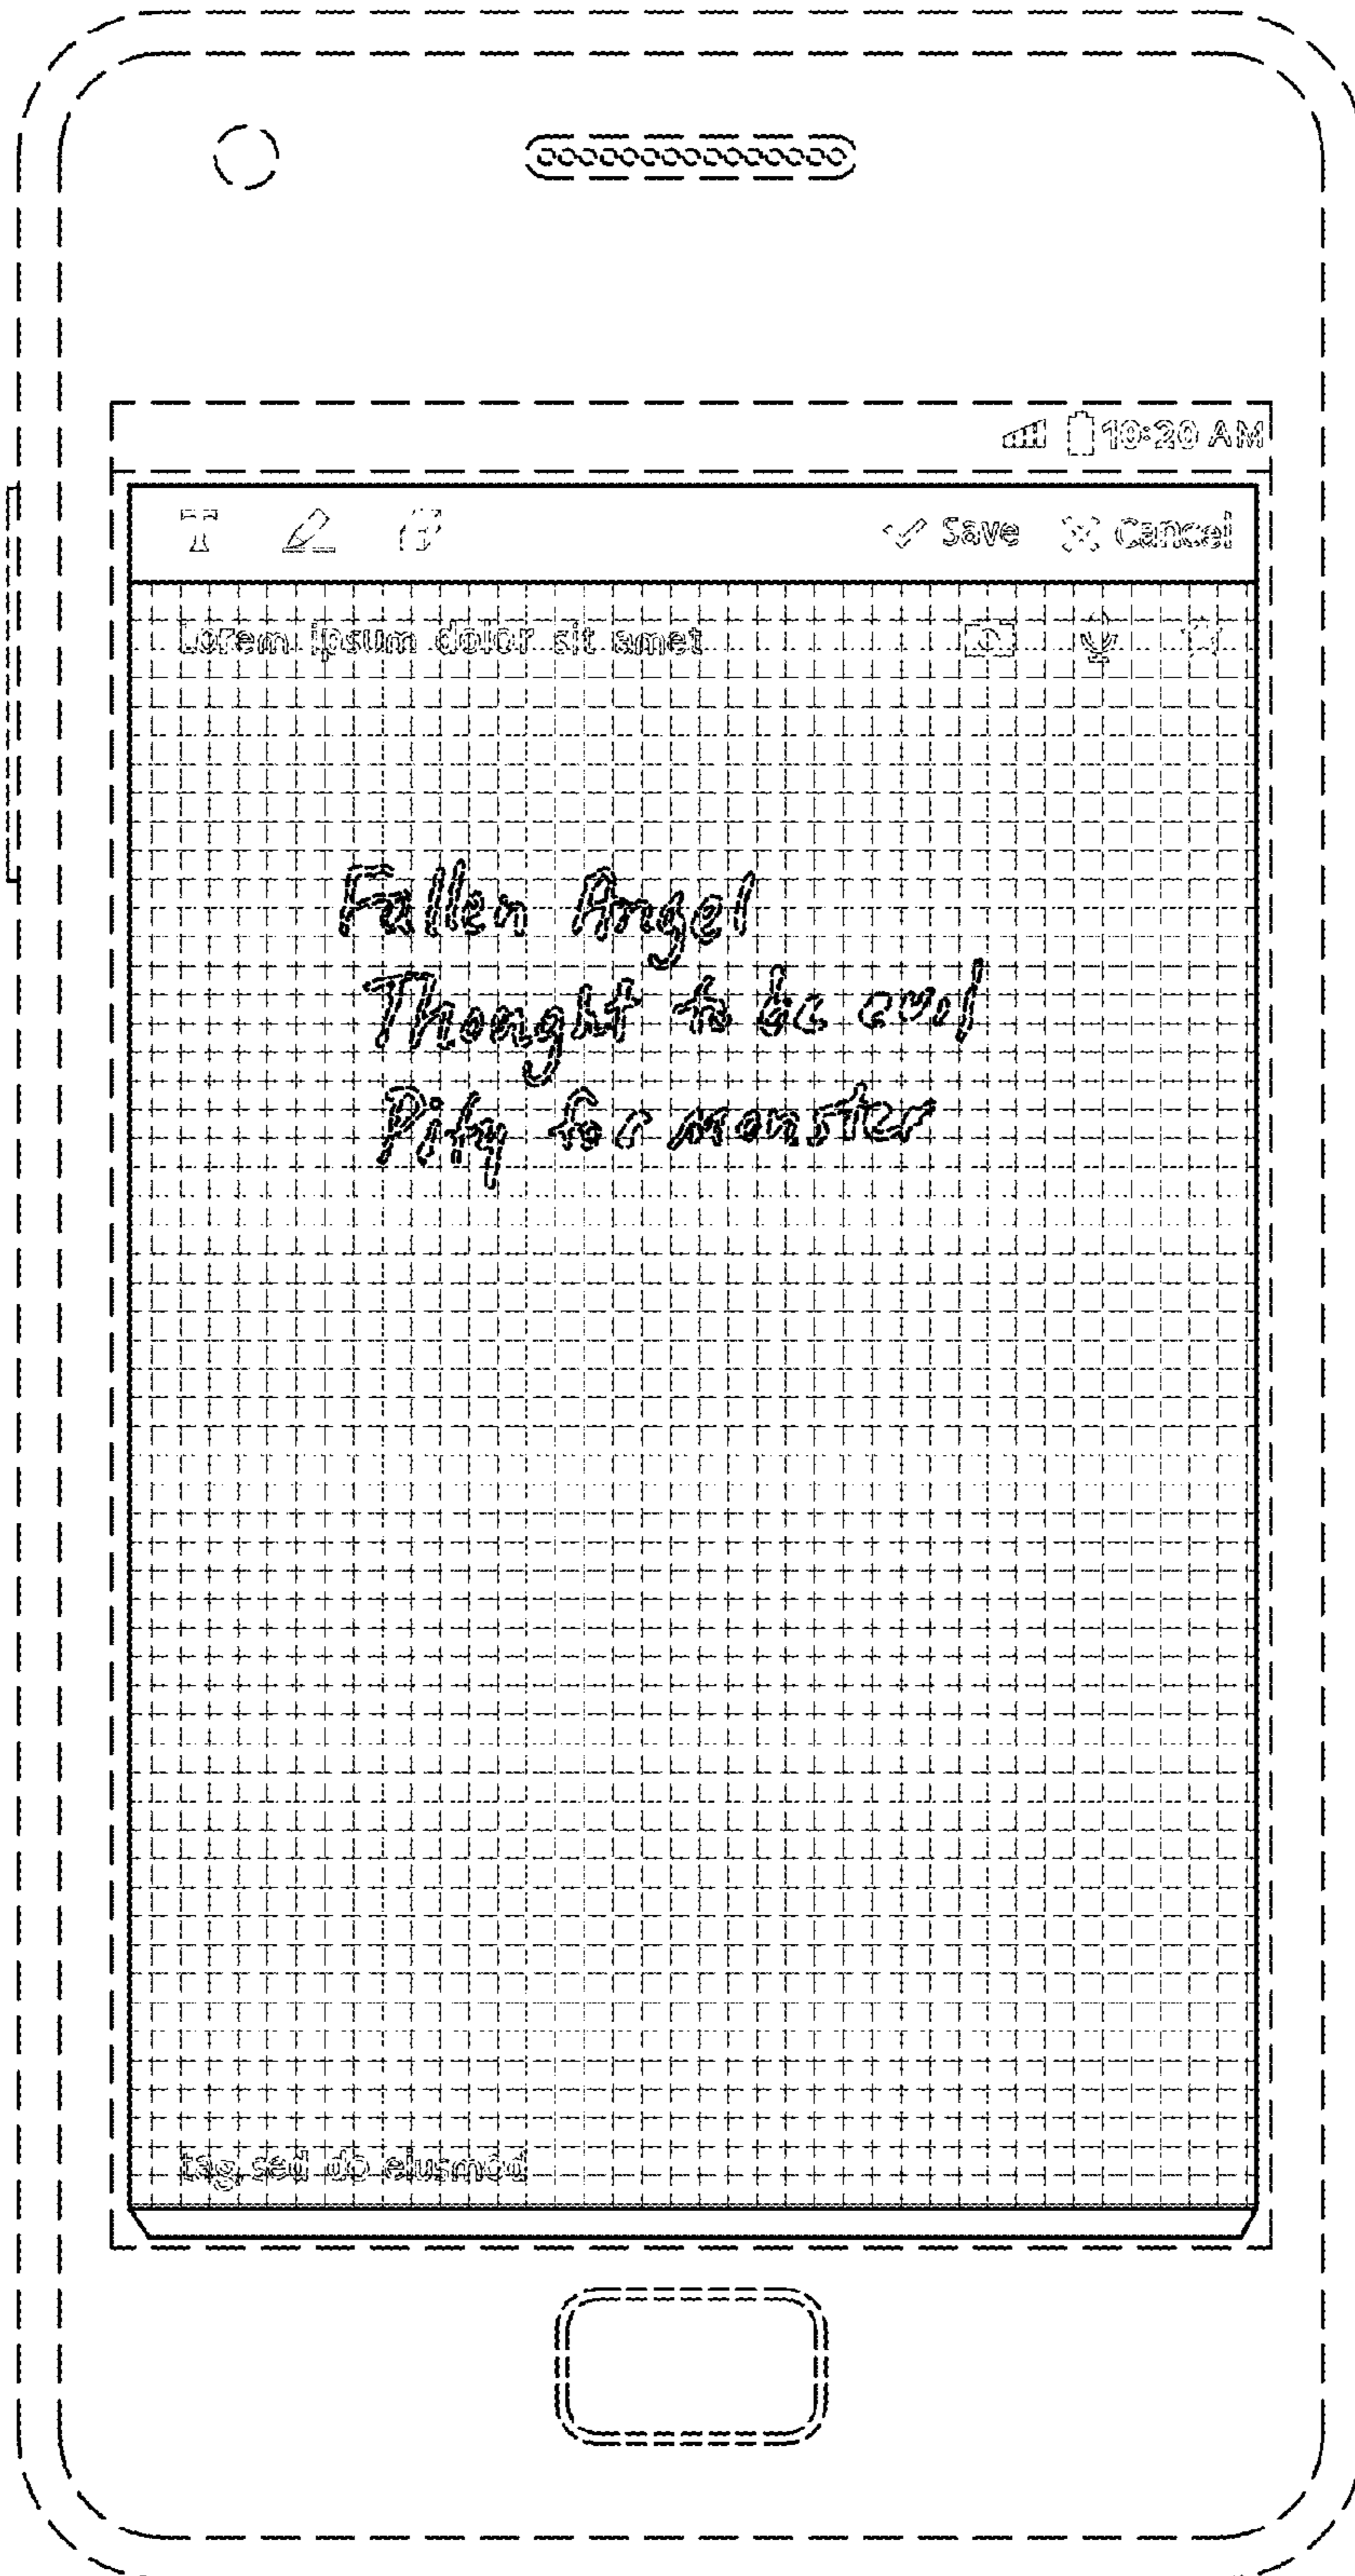 10:20 AM
T Save Cancel
Lorem ipsum dolor sit amet
Fallen Angel
Thought to be evil
Pity for monster
tag, sed do eiusmod